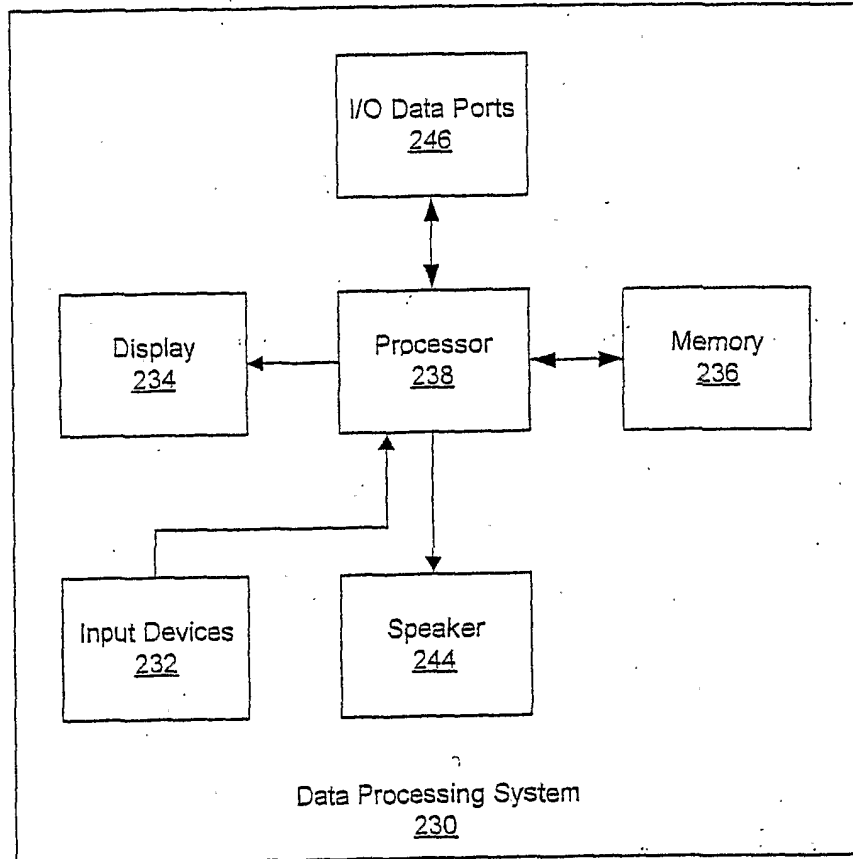 I/O Data Ports
246
Display
234
Processor
238
Memory
236
Input Devices
232
Speaker
244
Data Processing System
230